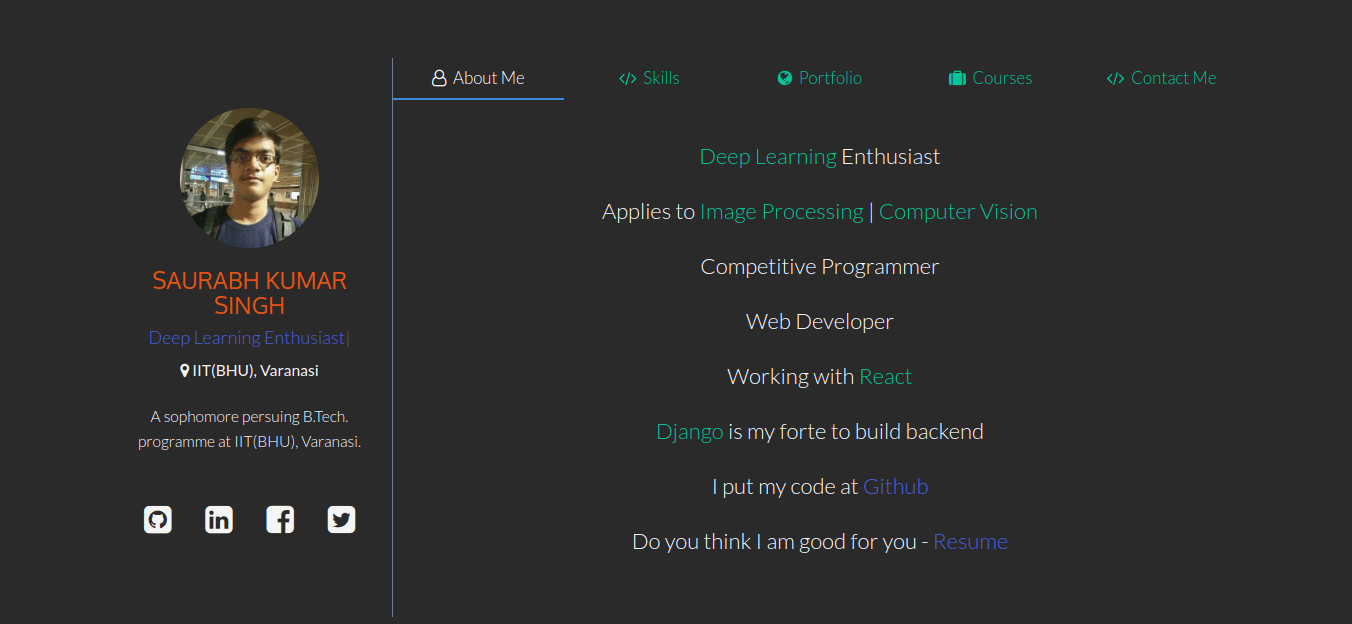 About Me
Skills
Portfolio
Courses
Contact Me
SAURABH KUMAR
SINGH
Deep Learning Enthusiast|
IIT(BHU), Varanasi
A sophomore persuing B.Tech.
programme at IIT(BHU), Varanasi.
Deep Learning Enthusiast
Applies to Image Processing | Computer Vision
Competitive Programmer
Web Developer
Working with React
Django is my forte to build backend
I put my code at Github
Do you think I am good for you - Resume